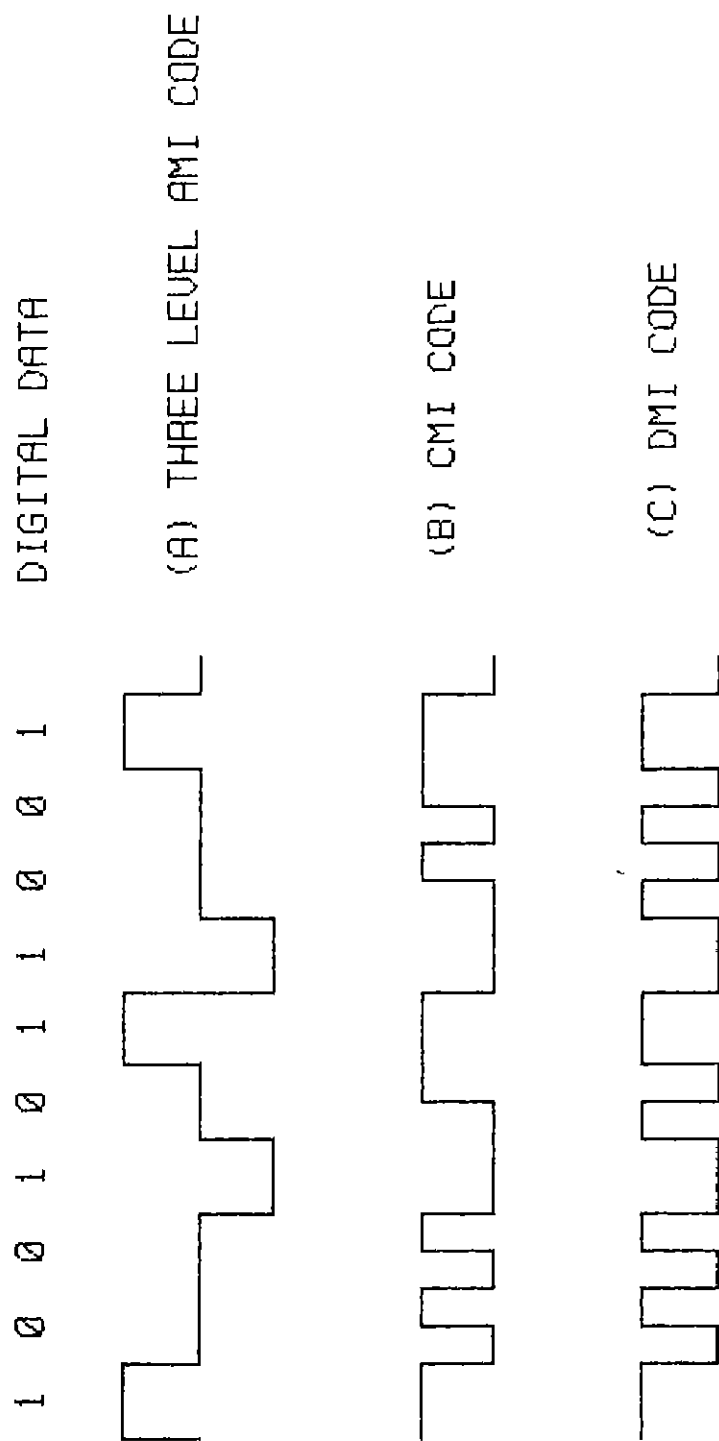 1 0 0 1 0 1 1 0 0 1 DIGITAL DATA
(A) THREE LEVEL AMI CODE
(B) CMI CODE
(C) DMI CODE